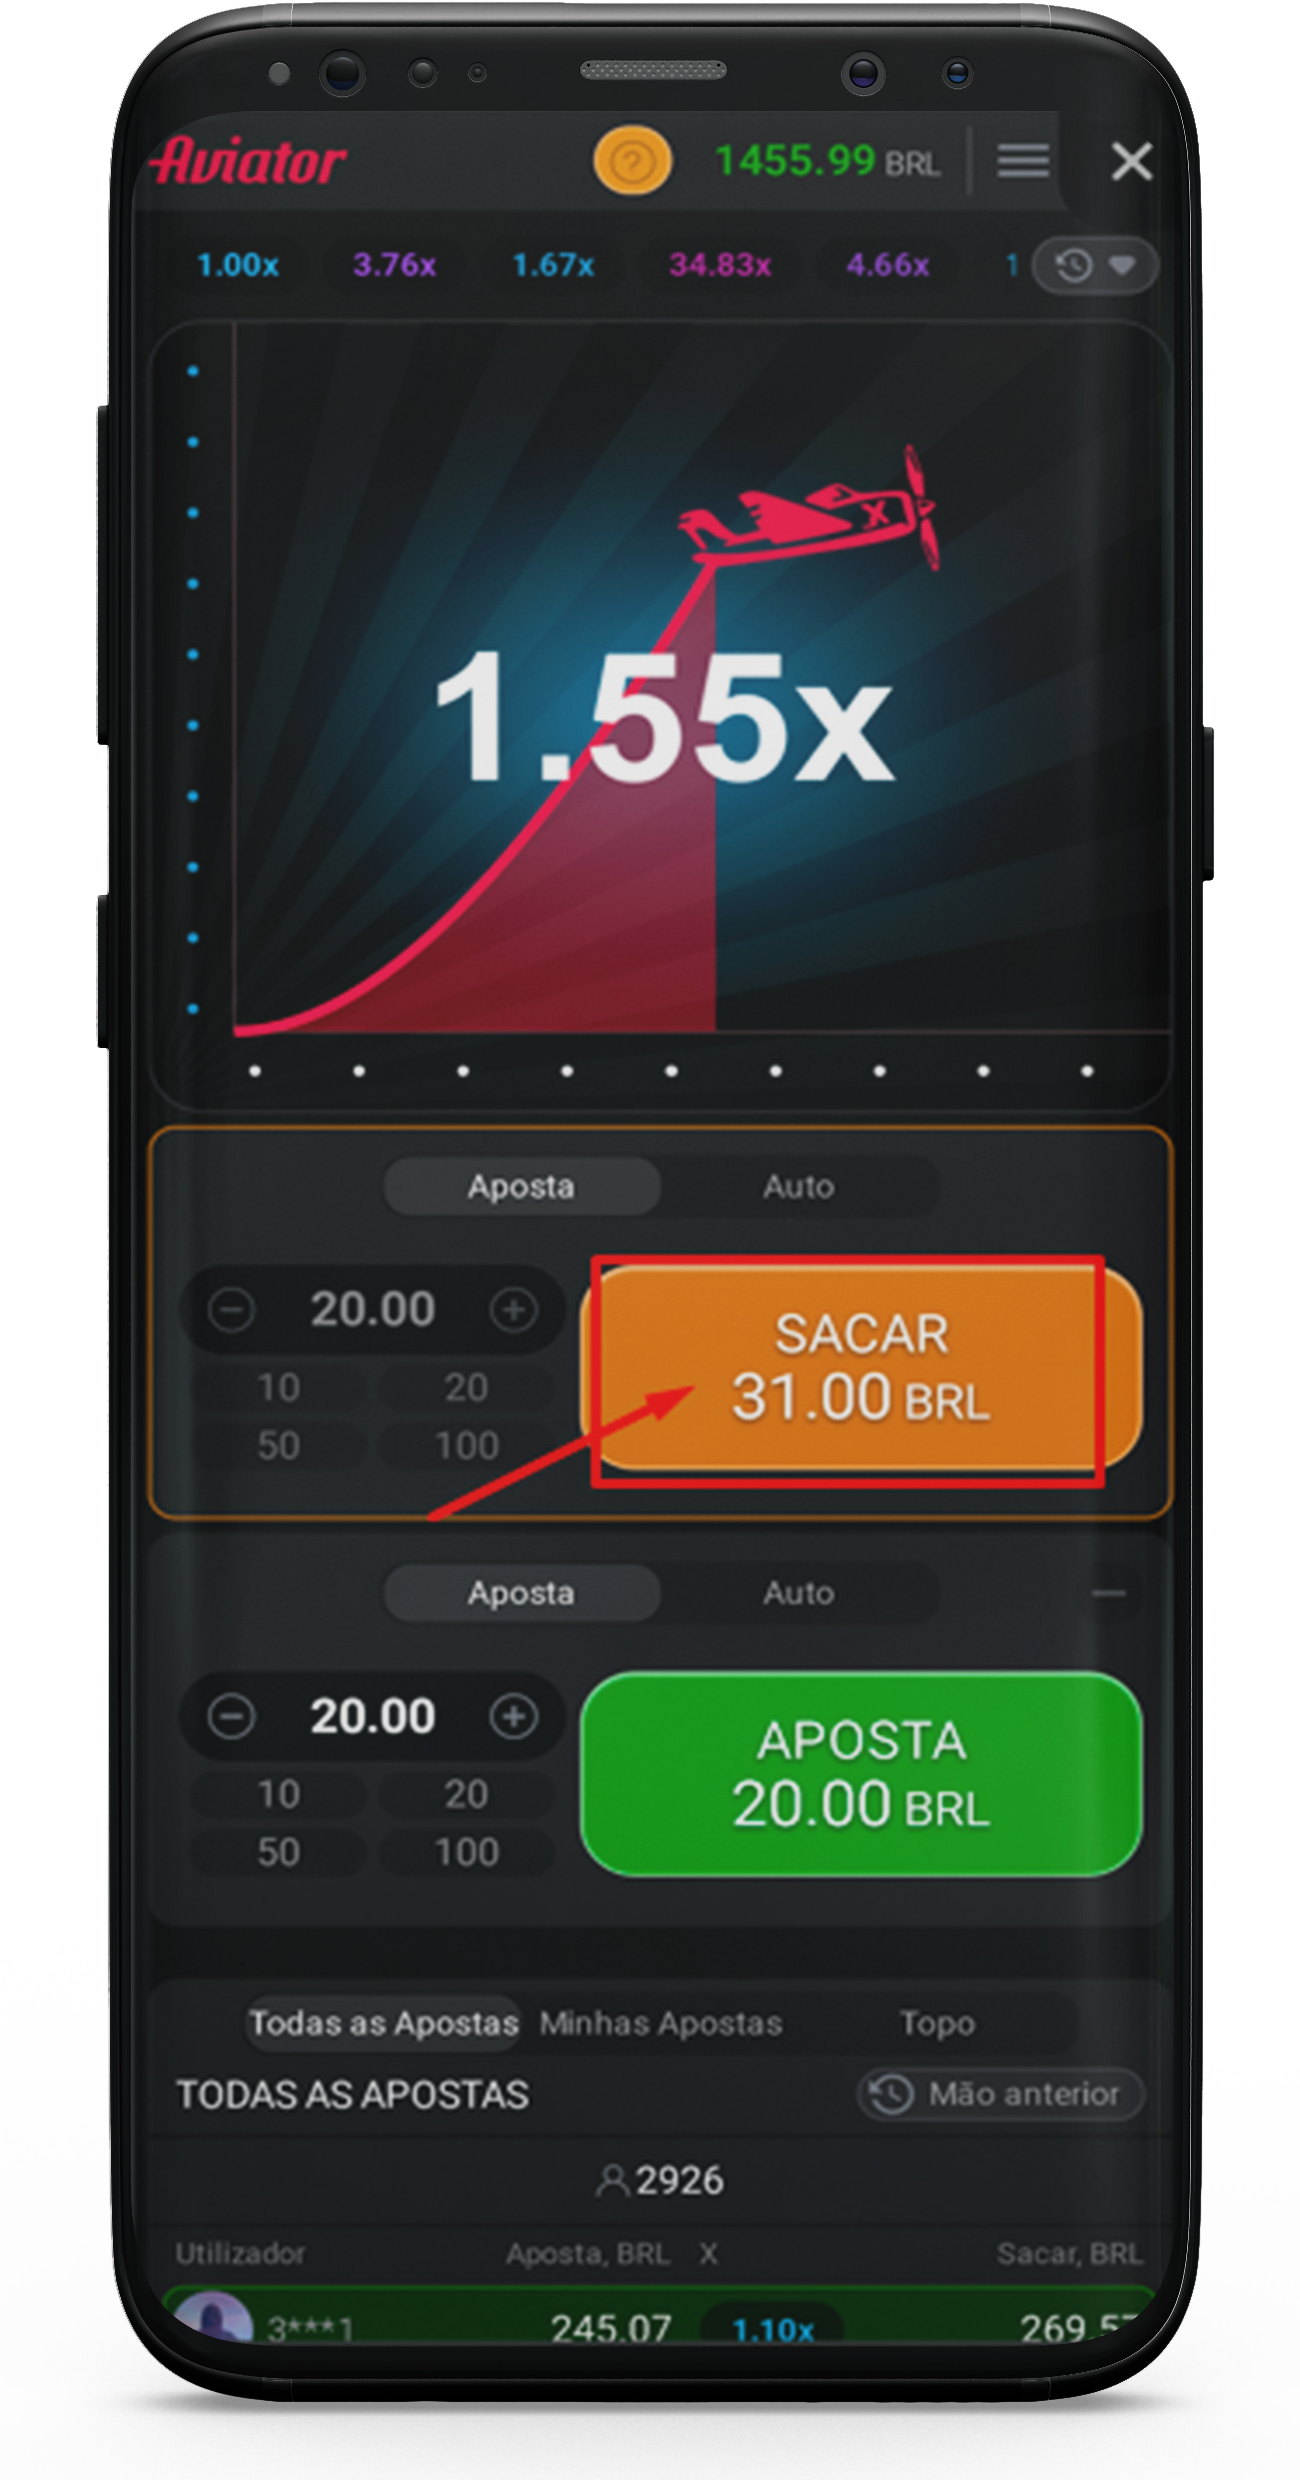 Aviator
? 1455.99 BRL
1.00x 3.76x 1.67x 34.83x 4.66x 1
X
1.55x
Aposta Auto
20.00
10 20
50 100
SACAR
31.00 BRL
Aposta Auto
20.00
10 20
50 100
APOSTA
20.00 BRL
Todas as Apostas Minhas Apostas Topo
TODAS AS APOSTAS Mão anterior
2926
Utilizador Aposta, BRL X Sacar, BRL
3***1 245.07 1.10x 269.57